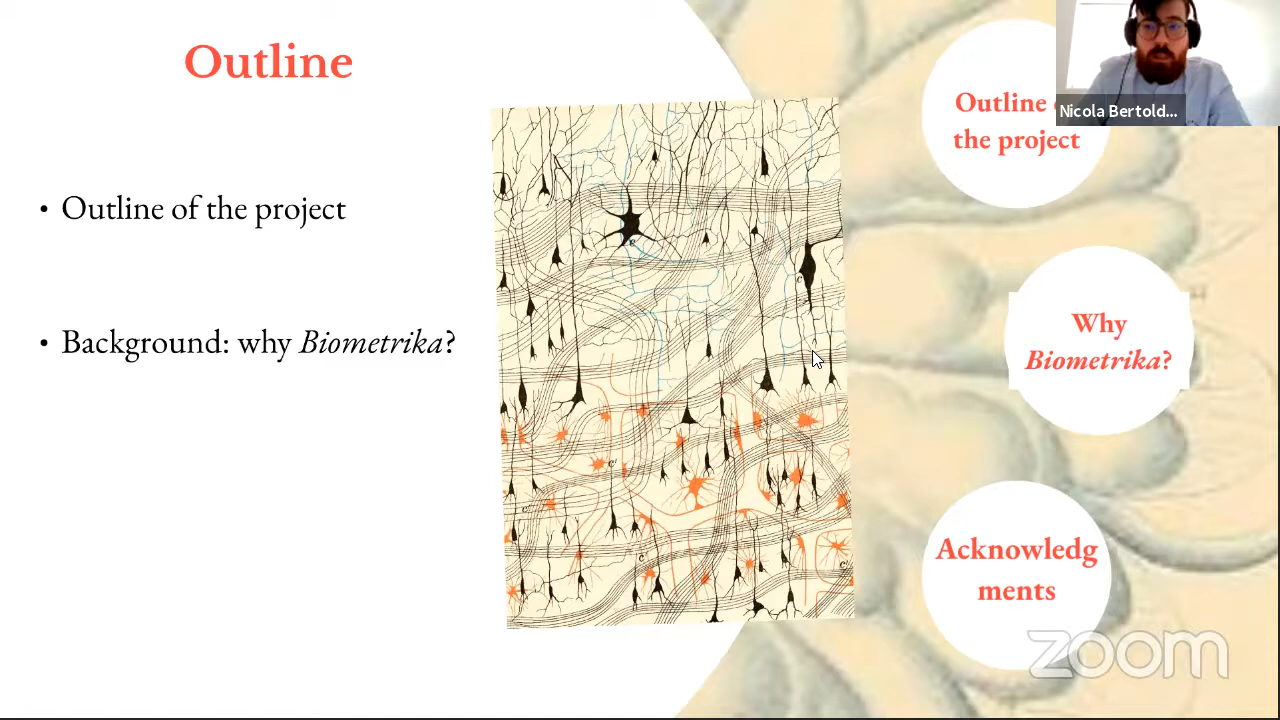 Outline
• Outline of the project
• Background: why Biometrika?
Outline
the project
Nicola Bertold...
Why
Biometrika?
Acknowledg
ments
zoom